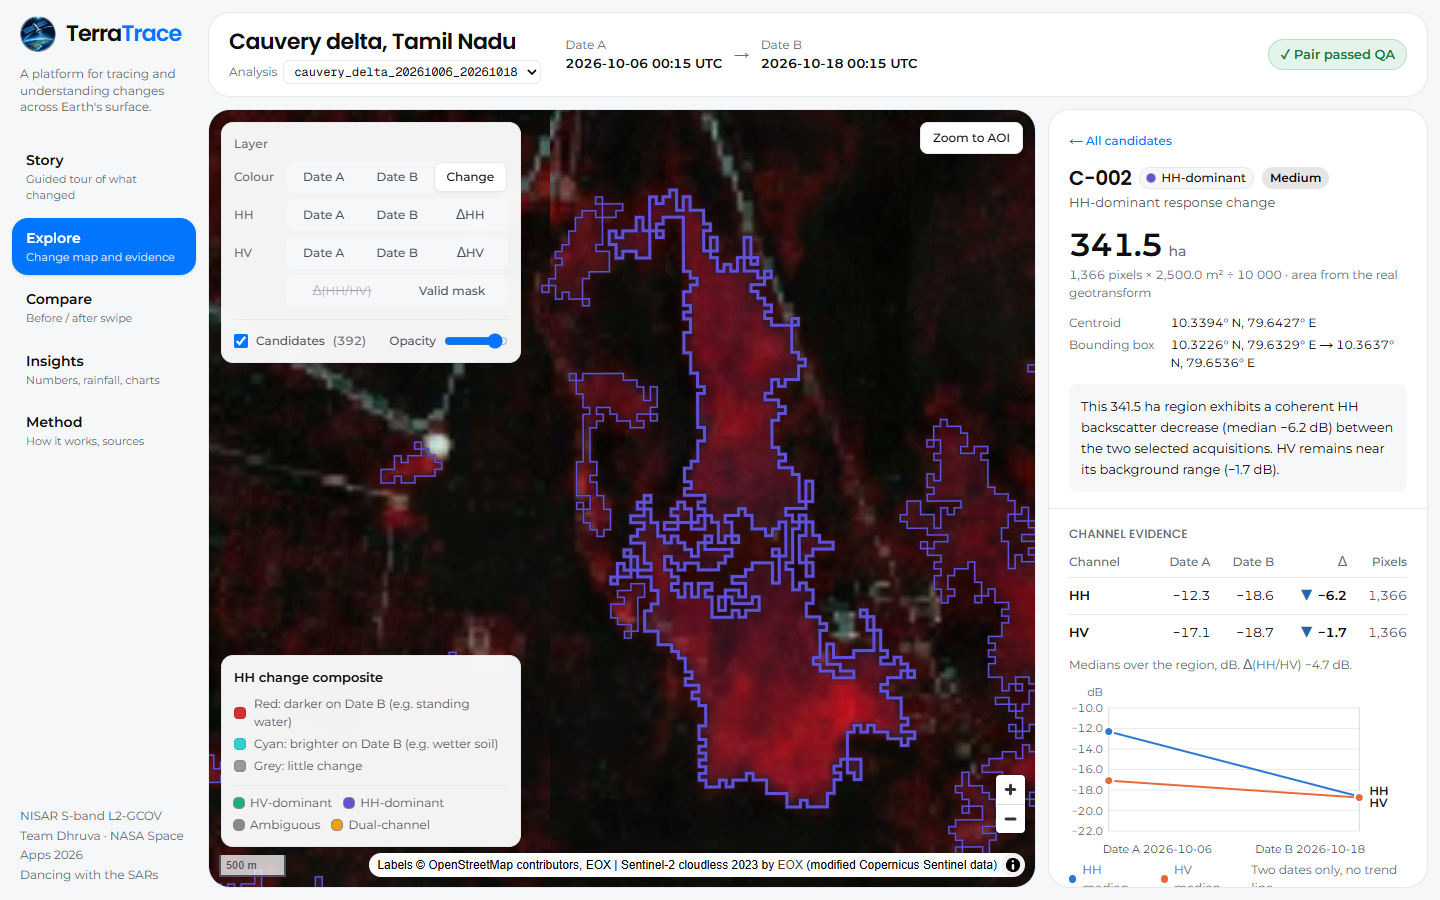 TerraTrace
A platform for tracing and
understanding changes
across Earth's surface.
Story
Guided tour of what
changed
Explore
Change map and evidence
Compare
Before / after swipe
Insights
Numbers, rainfall, charts
Method
How it works, sources
NISAR S-band L2-GCOV
Team Dhruva · NASA Space
Apps 2026
Dancing with the SARs
Cauvery delta, Tamil Nadu
Analysis cauvery_delta_20261006_20261018
Date A
2026-10-06 00:15 UTC
→
Date B
2026-10-18 00:15 UTC
✓ Pair passed QA
Layer
Colour Date A Date B Change
HH Date A Date B ΔHH
HV Date A Date B ΔHV
Δ(HH/HV) Valid mask
Candidates (392) Opacity
Zoom to AOI
HH change composite
Red: darker on Date B (e.g. standing
water)
Cyan: brighter on Date B (e.g. wetter soil)
Grey: little change
HV-dominant HH-dominant
Ambiguous Dual-channel
500 m
+
−
Labels © OpenStreetMap contributors, EOX | Sentinel-2 cloudless 2023 by EOX (modified Copernicus Sentinel data)
← All candidates
C-002 HH-dominant Medium
HH-dominant response change
341.5 ha
1,366 pixels × 2,500.0 m² ÷ 10 000 · area from the real
geotransform
Centroid 10.3394° N, 79.6427° E
Bounding box 10.3226° N, 79.6329° E → 10.3637°
N, 79.6536° E
This 341.5 ha region exhibits a coherent HH
backscatter decrease (median −6.2 dB) between
the two selected acquisitions. HV remains near
its background range (−1.7 dB).
CHANNEL EVIDENCE
Channel Date A Date B Δ Pixels
HH −12.3 −18.6 ▼ −6.2 1,366
HV −17.1 −18.7 ▼ −1.7 1,366
Medians over the region, dB. Δ(HH/HV) −4.7 dB.
dB
−10.0
−12.0
−14.0
−16.0
−18.0
−20.0
−22.0
HH
HV
Date A 2026-10-06 Date B 2026-10-18
HH HV Two dates only, no trend
median median line